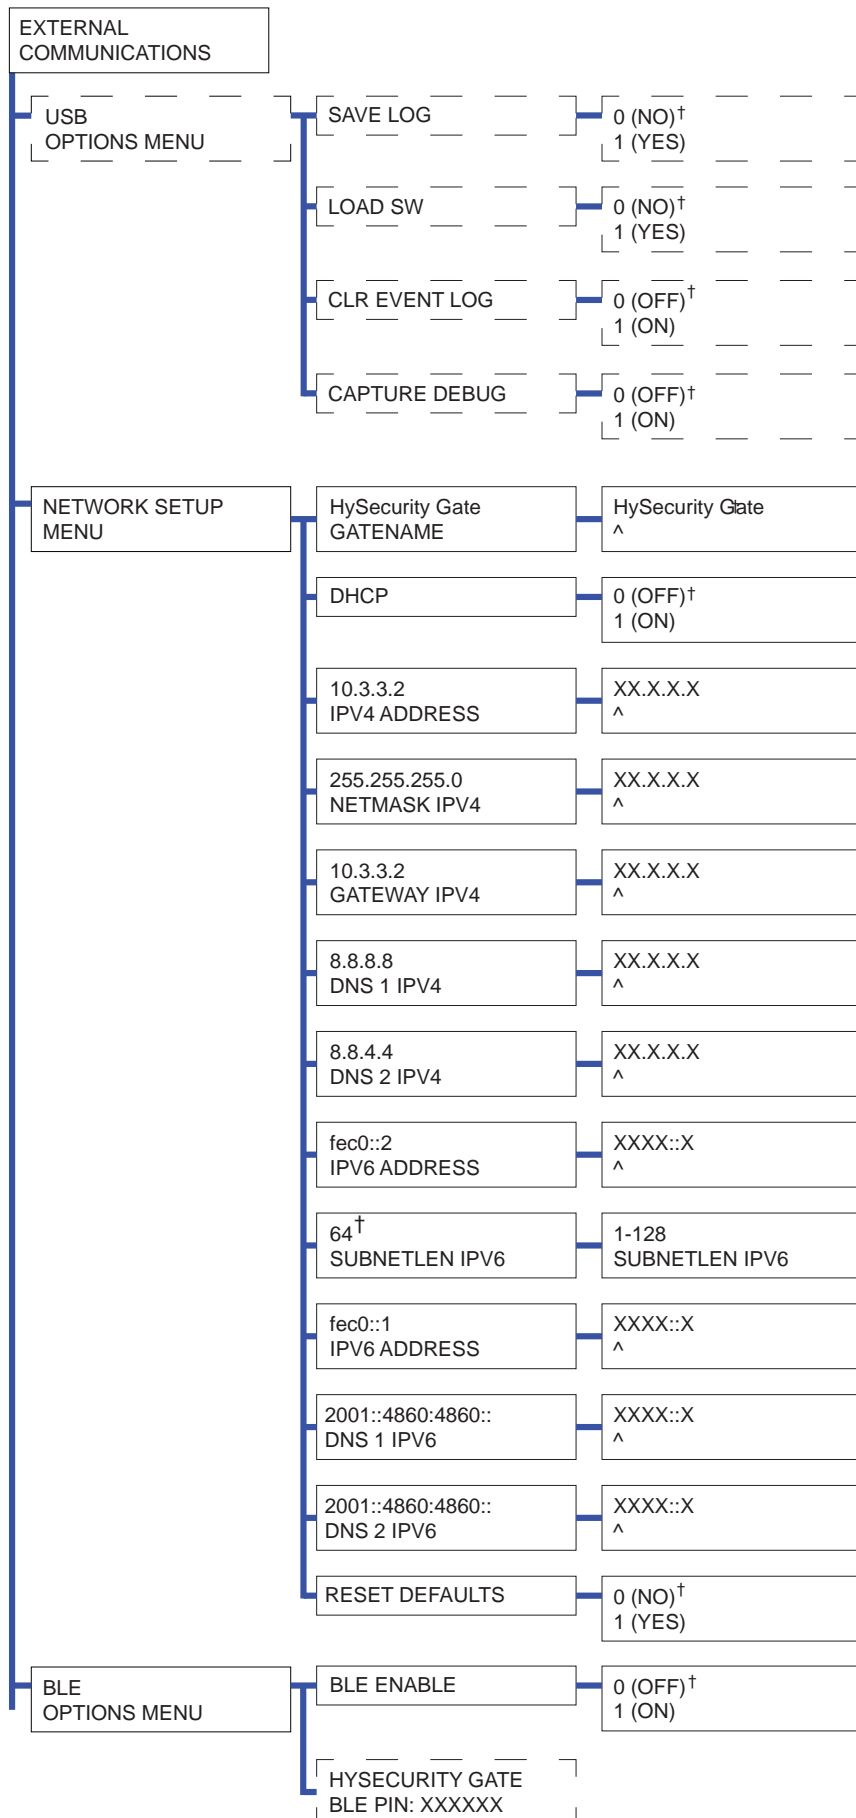 EXTERNAL
COMMUNICATIONS
USB
OPTIONS MENU
SAVE LOG
0 (NO)†
1 (YES)
LOAD SW
0 (NO)†
1 (YES)
CLR EVENT LOG
0 (OFF)†
1 (ON)
CAPTURE DEBUG
0 (OFF)†
1 (ON)
NETWORK SETUP
MENU
HySecurity Gate
GATENAME
HySecurity Gate†
^
DHCP
0 (OFF)†
1 (ON)
10.3.3.2
IPV4 ADDRESS
XX.X.X.X
^
255.255.255.0
NETMASK IPV4
XX.X.X.X
^
10.3.3.2
GATEWAY IPV4
XX.X.X.X
^
8.8.8.8
DNS 1 IPV4
XX.X.X.X
^
8.8.4.4
DNS 2 IPV4
XX.X.X.X
^
fec0::2
IPV6 ADDRESS
XXXX::X
^
64†
SUBNETLEN IPV6
1-128
SUBNETLEN IPV6
fec0::1
IPV6 ADDRESS
XXXX::X
^
2001::4860:4860::
DNS 1 IPV6
XXXX::X
^
2001::4860:4860::
DNS 2 IPV6
XXXX::X
^
RESET DEFAULTS
0 (NO)†
1 (YES)
BLE
OPTIONS MENU
BLE ENABLE
0 (OFF)†
1 (ON)
HYSECURITY GATE
BLE PIN: XXXXXX